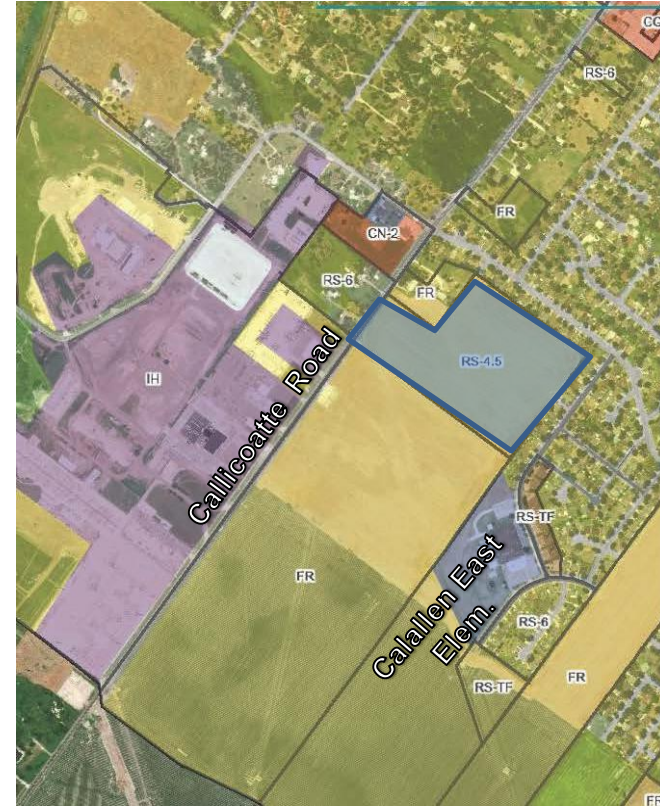 CG
RS-6
FR
CN-2
RS-6
FR
RS-4.5
IH
Calllicoatte Road
RS-TF
FR
Calallen East
Elem.
RS-6
FR
RS-TF
FR